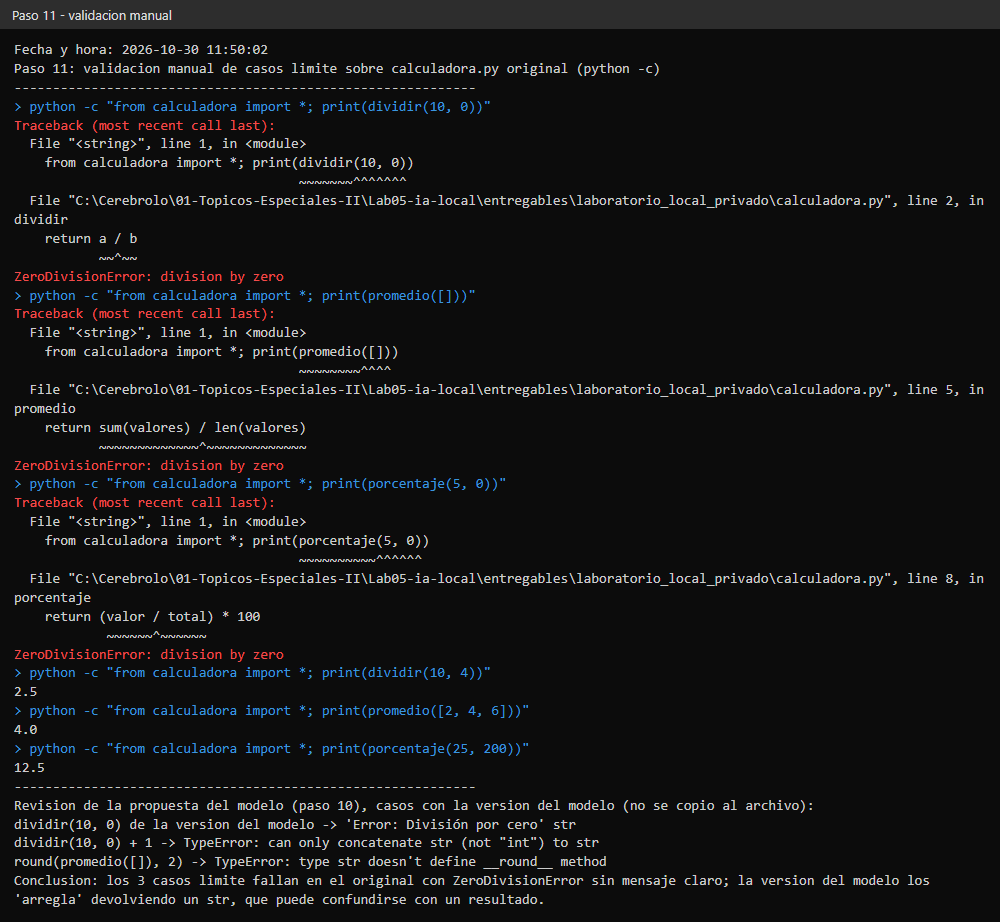 Paso 11 - validacion manual
Fecha y hora: 2026-10-30 11:50:02
Paso 11: validacion manual de casos limite sobre calculadora.py original (python -c)
------------------------------------------------------------
> python -c "from calculadora import *; print(dividir(10, 0))"
Traceback (most recent call last):
  File "<string>", line 1, in <module>
    from calculadora import *; print(dividir(10, 0))
                                     ~~~~~~~^^^^^^^
  File "C:\Cerebrolo\01-Topicos-Especiales-II\Lab05-ia-local\entregables\laboratorio_local_privado\calculadora.py", line 2, in
dividir
    return a / b
           ~~^~~
ZeroDivisionError: division by zero
> python -c "from calculadora import *; print(promedio([]))"
Traceback (most recent call last):
  File "<string>", line 1, in <module>
    from calculadora import *; print(promedio([]))
                                     ~~~~~~~~^^^^
  File "C:\Cerebrolo\01-Topicos-Especiales-II\Lab05-ia-local\entregables\laboratorio_local_privado\calculadora.py", line 5, in
promedio
    return sum(valores) / len(valores)
           ~~~~~~~~~~~~~^~~~~~~~~~~~~~
ZeroDivisionError: division by zero
> python -c "from calculadora import *; print(porcentaje(5, 0))"
Traceback (most recent call last):
  File "<string>", line 1, in <module>
    from calculadora import *; print(porcentaje(5, 0))
                                     ~~~~~~~~~~^^^^^^
  File "C:\Cerebrolo\01-Topicos-Especiales-II\Lab05-ia-local\entregables\laboratorio_local_privado\calculadora.py", line 8, in
porcentaje
    return (valor / total) * 100
            ~~~~~~^~~~~~~
ZeroDivisionError: division by zero
> python -c "from calculadora import *; print(dividir(10, 4))"
2.5
> python -c "from calculadora import *; print(promedio([2, 4, 6]))"
4.0
> python -c "from calculadora import *; print(porcentaje(25, 200))"
12.5
------------------------------------------------------------
Revision de la propuesta del modelo (paso 10), casos con la version del modelo (no se copio al archivo):
dividir(10, 0) de la version del modelo -> 'Error: División por cero' str
dividir(10, 0) + 1 -> TypeError: can only concatenate str (not "int") to str
round(promedio([]), 2) -> TypeError: type str doesn't define __round__ method
Conclusion: los 3 casos limite fallan en el original con ZeroDivisionError sin mensaje claro; la version del modelo los
'arregla' devolviendo un str, que puede confundirse con un resultado.